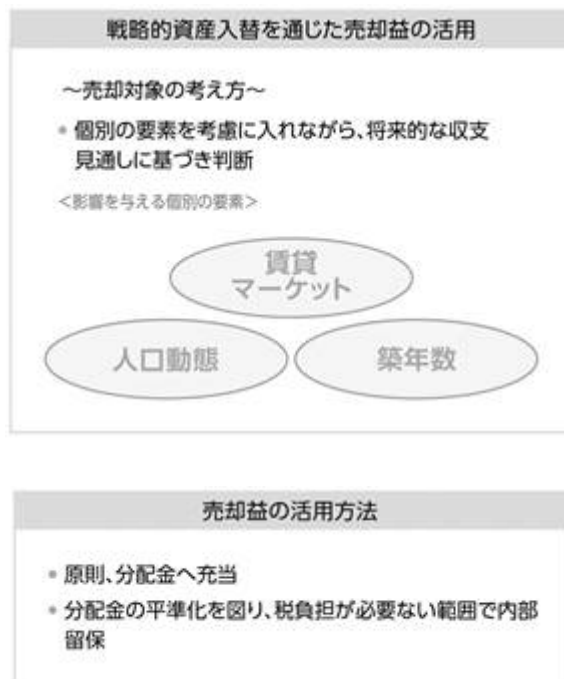 戦略的資産入替を通じた売却益の活用
～売却対象の考え方～
• 個別の要素を考慮に入れながら、将来的な収支
見通しに基づき判断
＜影響を与える個別の要素＞
賃貸
マーケット
人口動態
築年数
売却益の活用方法
• 原則、分配金へ充当
• 分配金の平準化を図り、税負担が必要ない範囲で内部
留保